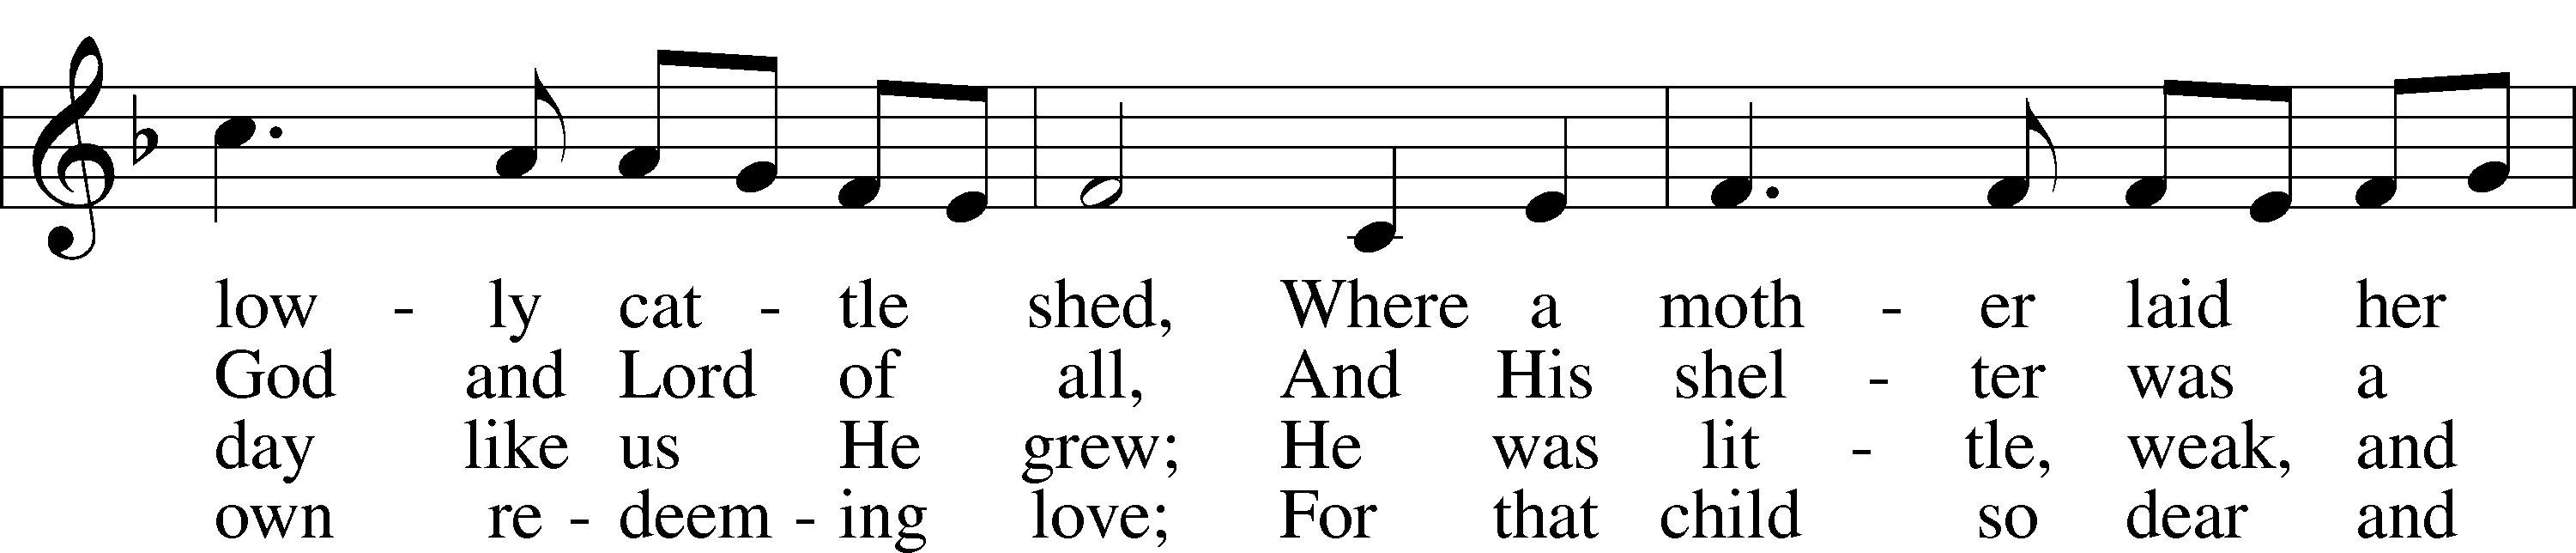 low - ly cat - tle shed, Where a moth - er laid her
God and Lord of all, And His shel - ter was a
day like us He grew; He was lit - tle, weak, and
own re - deem - ing love; For that child so dear and